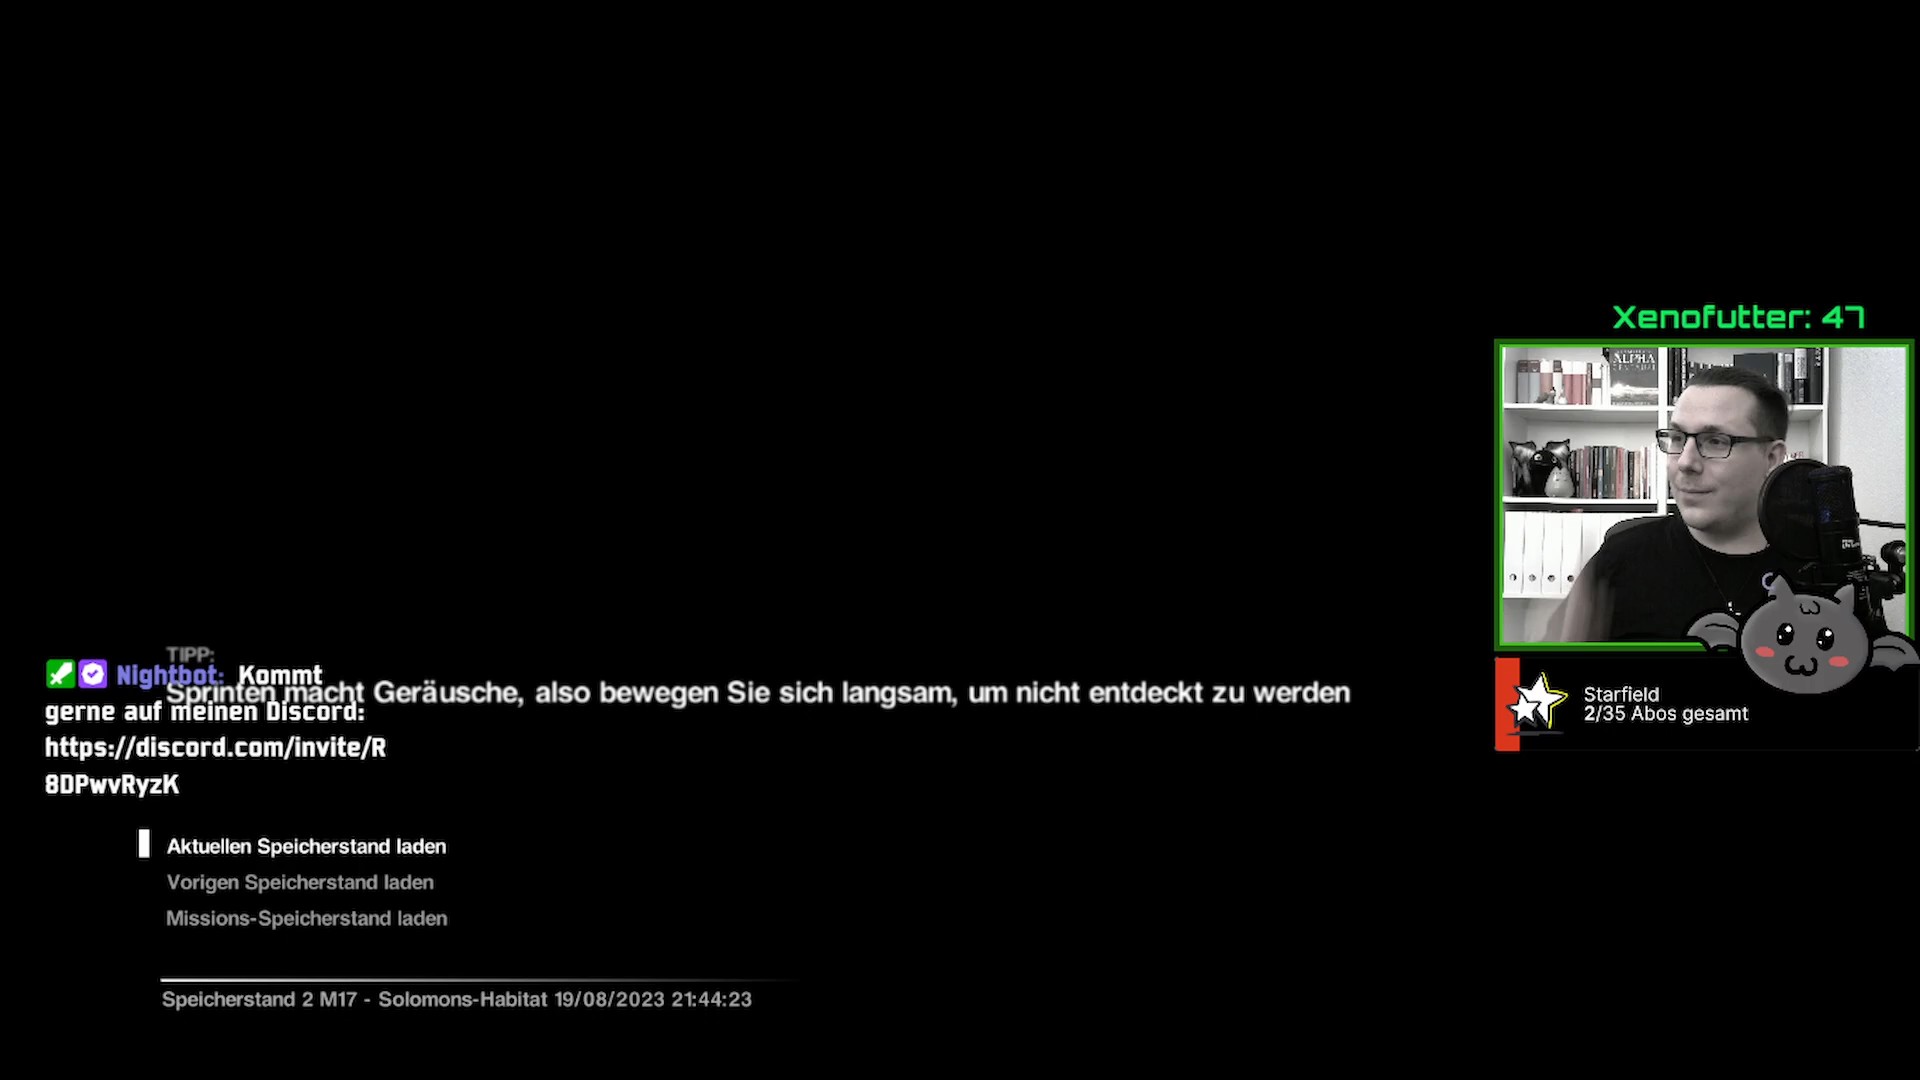 Xenofutter: 47
ALPHA
TIPP:
Sprinten macht Geräusche, also bewegen Sie sich langsam, um nicht entdeckt zu werden
Nightbot: Kommt
gerne auf meinen Discord:
https://discord.com/invite/R
8DPwvRyzK
Starfield
2/35 Abos gesamt
Aktuellen Speicherstand laden
Vorigen Speicherstand laden
Missions-Speicherstand laden
Speicherstand 2 M17 - Solomons-Habitat 19/08/2023 21:44:23